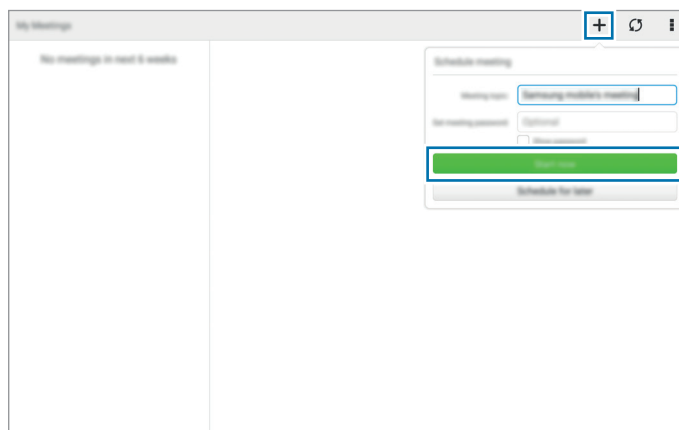 My Meetings
No meetings in next 6 weeks
Schedule meeting
Meeting topic
Samsung mobile's meeting
Set meeting password
Optional
Show password
Start now
Schedule for later